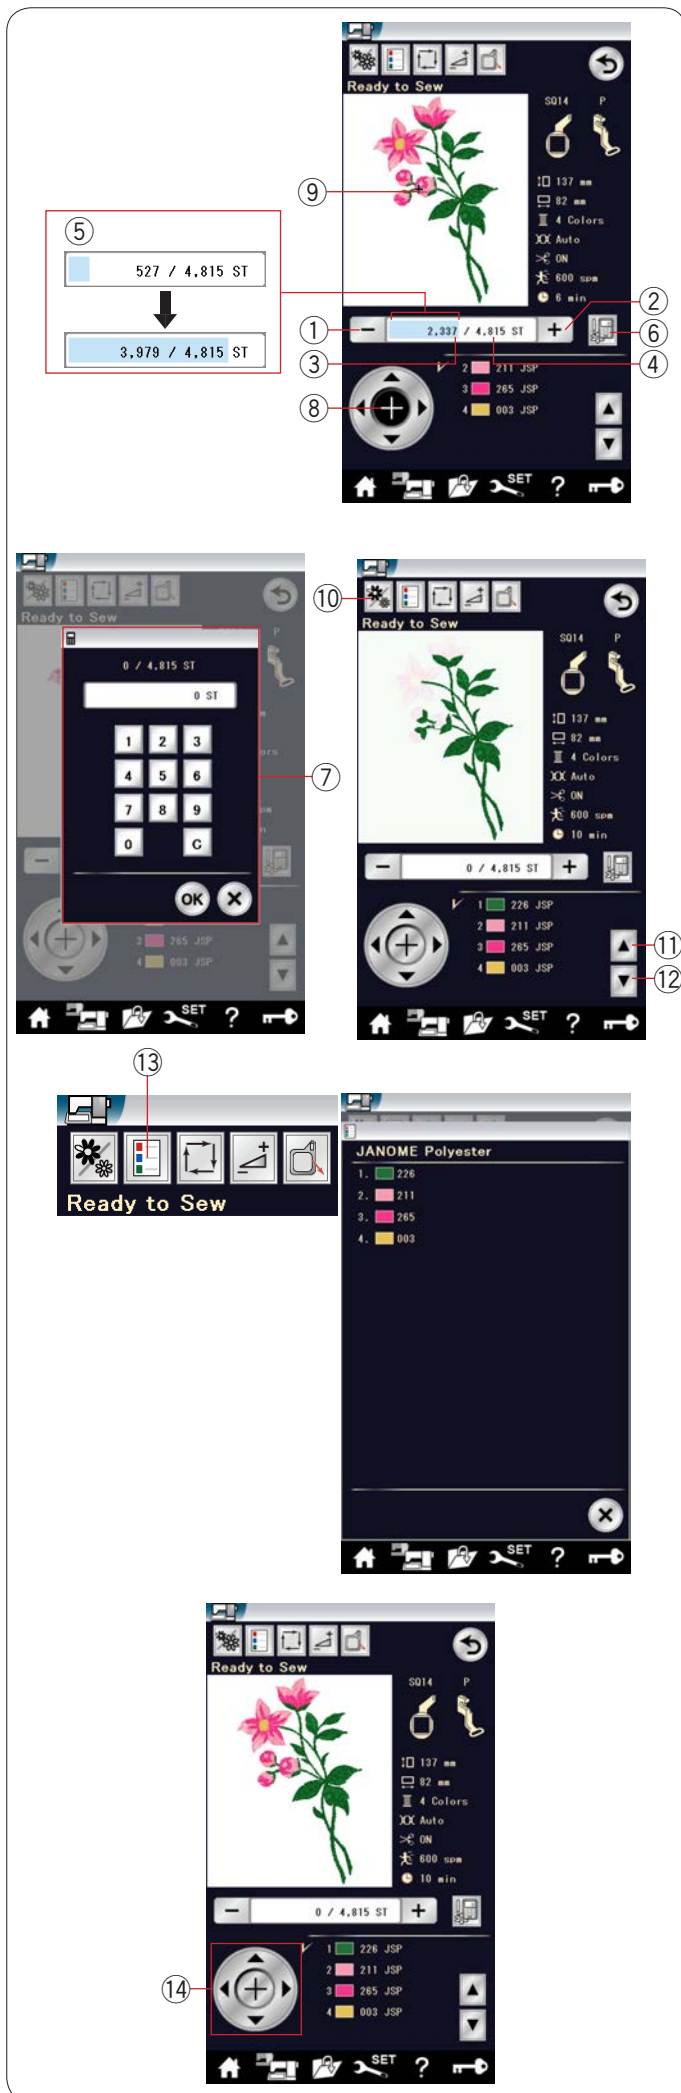 Ready to Sew
SQ14 P
⑨
137 mm
82 mm
4 Colors
Auto
ON
600 spm
6 min
⑤
527 / 4,815 ST
3,979 / 4,815 ST
① − 2,337 / 4,815 ST + ②
⑥
③ ④
2 211 JSP
3 265 JSP
4 003 JSP
⑧
SET ?
Ready to Sew
P
0 / 4,815 ST
0 ST
1 2 3
4 5 6
7 8 9
0 C
⑦
OK
3 265 JSP
4 003 JSP
SET ?
⑩
Ready to Sew
SQ14 P
137 mm
82 mm
4 Colors
Auto
ON
600 spm
10 min
− 0 / 4,815 ST +
1 226 JSP
2 211 JSP
3 265 JSP
4 003 JSP
⑪
⑫
SET ?
⑬
Ready to Sew
JANOME Polyester
1. 226
2. 211
3. 265
4. 003
SET ?
Ready to Sew
SQ14 P
137 mm
82 mm
4 Colors
Auto
ON
600 spm
10 min
− 0 / 4,815 ST +
1 226 JSP
2 211 JSP
3 265 JSP
4 003 JSP
⑭
SET ?